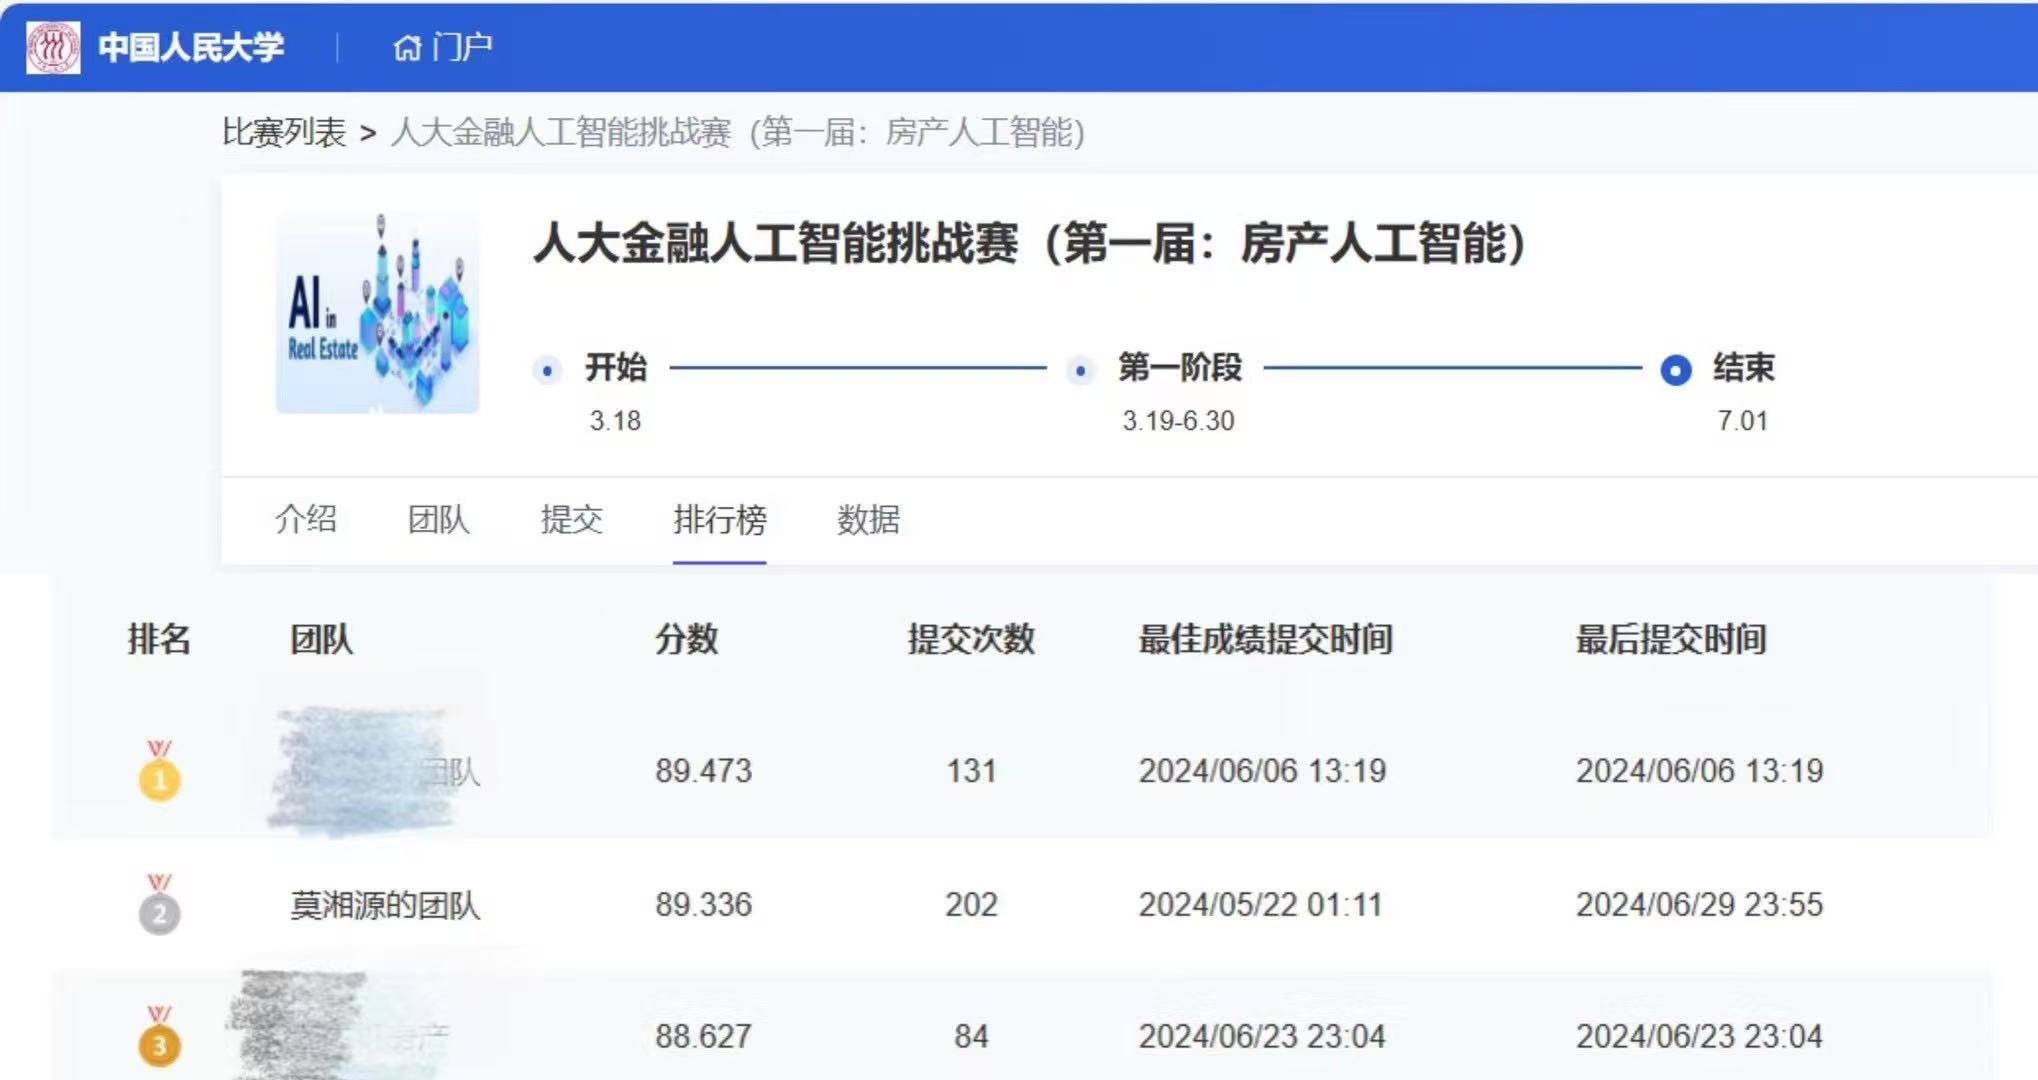 中国人民大学 | 门户
比赛列表 > 人大金融人工智能挑战赛（第一届：房产人工智能）
人大金融人工智能挑战赛（第一届：房产人工智能）
AI in
Real Estate
开始 第一阶段 结束
3.18 3.19-6.30 7.01
介绍 团队 提交 排行榜 数据
排名 团队 分数 提交次数 最佳成绩提交时间 最后提交时间
1 团队 89.473 131 2024/06/06 13:19 2024/06/06 13:19
2 莫湘源的团队 89.336 202 2024/05/22 01:11 2024/06/29 23:55
3 88.627 84 2024/06/23 23:04 2024/06/23 23:04